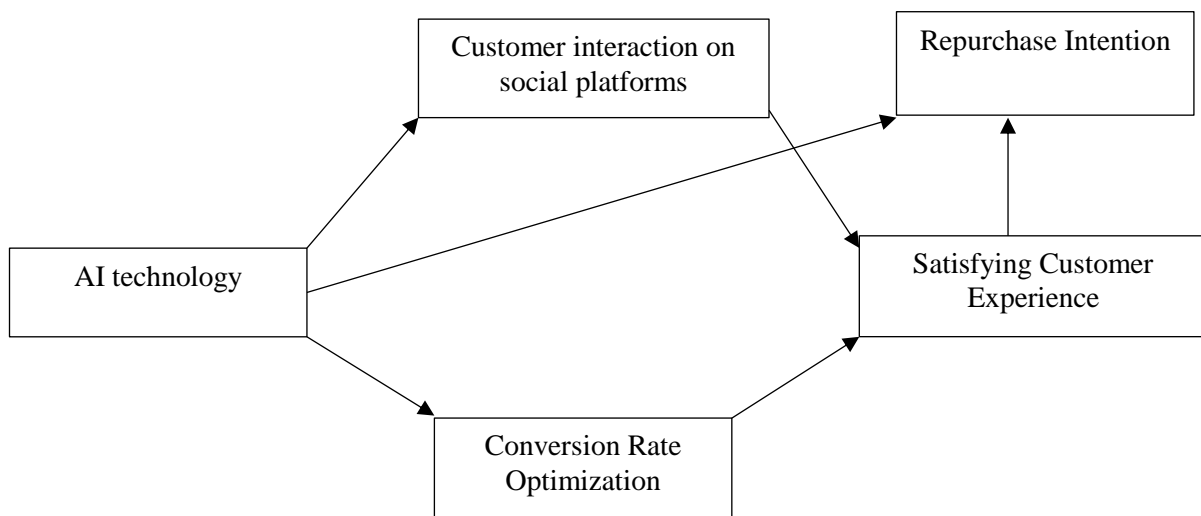 Customer interaction on
social platforms
Repurchase Intention
AI technology
Satisfying Customer
Experience
Conversion Rate
Optimization